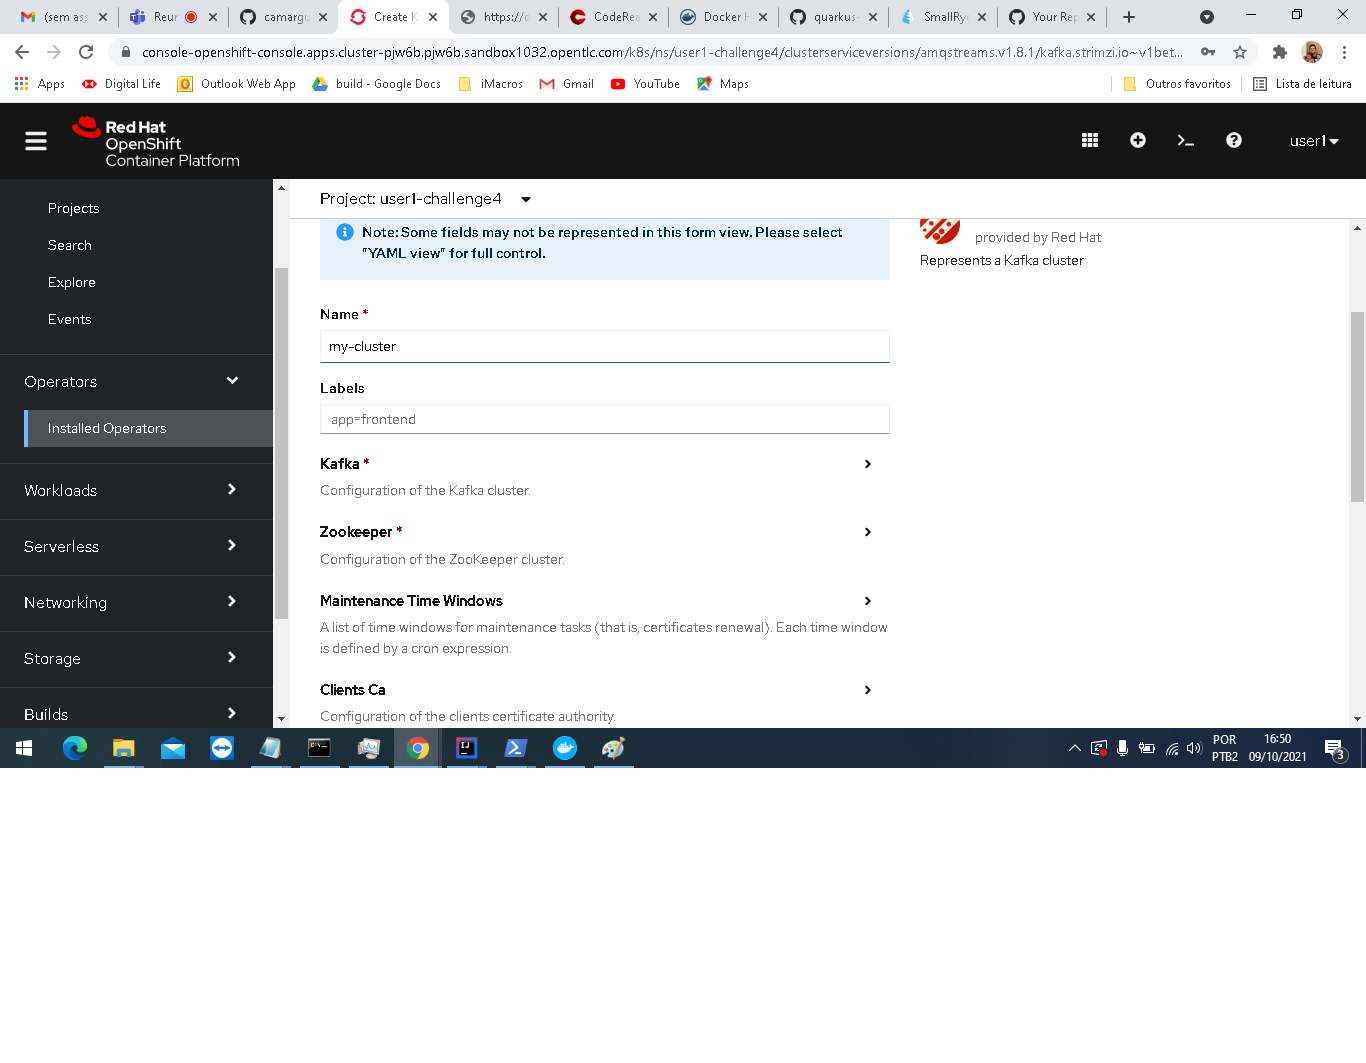 (sem ass
Reur
camargu
Create K
https://c
CodeRea
Docker H
quarkus-
SmallRye
Your Rep
console-openshift-console.apps.cluster-pjw6b.pjw6b.sandbox1032.opentlc.com/k8s/ns/user1-challenge4/clusterserviceversions/amqstreams.v1.8.1/kafka.strimzi.io~v1bet...
Apps
Digital Life
Outlook Web App
build - Google Docs
iMacros
Gmail
YouTube
Maps
Outros favoritos
Lista de leitura
Red Hat
OpenShift
Container Platform
user1
Projects
Search
Explore
Events
Operators
Installed Operators
Workloads
Serverless
Networking
Storage
Builds
Project: user1-challenge4
Note: Some fields may not be represented in this form view. Please select
"YAML view" for full control.
provided by Red Hat
Represents a Kafka cluster
Name *
my-cluster
Labels
app=frontend
Kafka *
Configuration of the Kafka cluster.
Zookeeper *
Configuration of the ZooKeeper cluster.
Maintenance Time Windows
A list of time windows for maintenance tasks (that is, certificates renewal). Each time window
is defined by a cron expression.
Clients Ca
Configuration of the clients certificate authority.
POR
PTB2
16:50
09/10/2021
3